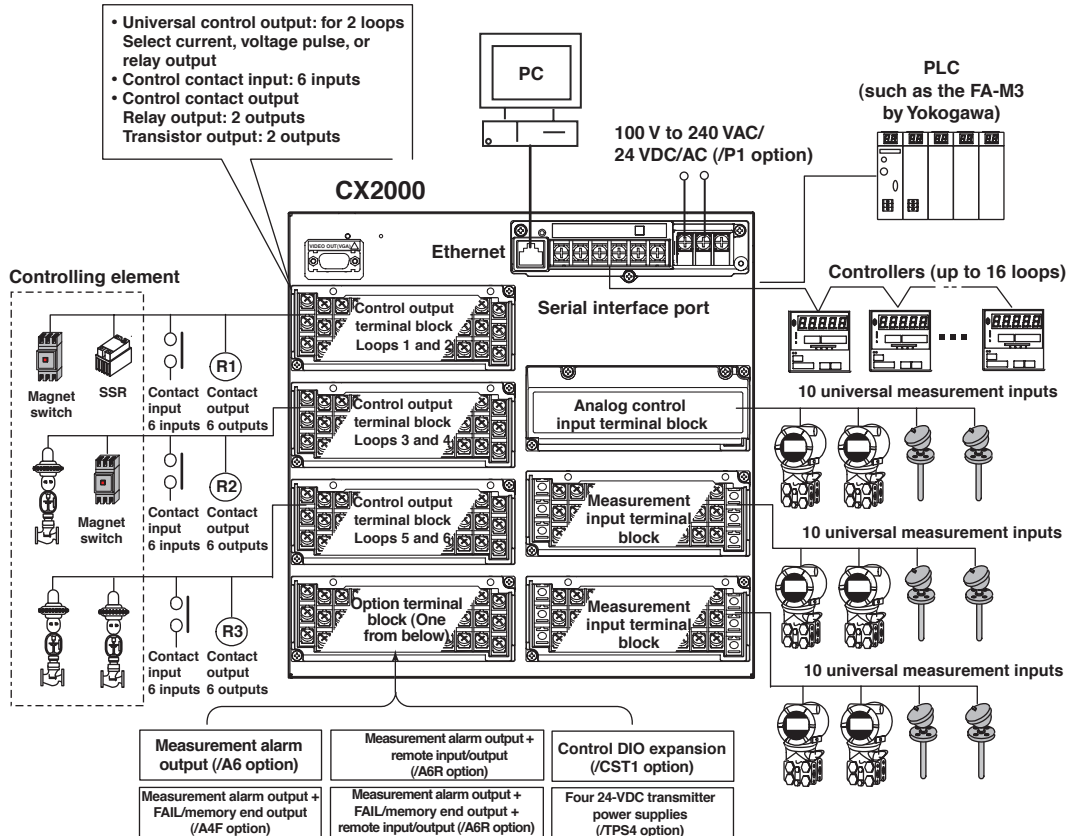 • Universal control output: for 2 loops
Select current, voltage pulse, or
relay output
• Control contact input: 6 inputs
• Control contact output
Relay output: 2 outputs
Transistor output: 2 outputs
PC
PLC
(such as the FA-M3
by Yokogawa)
100 V to 240 VAC/
24 VDC/AC (/P1 option)
CX2000
VIDEO OUT(VGA)
Ethernet
Serial interface port
Controllers (up to 16 loops)
Controlling element
Control output
terminal block
Loops 1 and 2
Magnet
switch
SSR
Contact
input
6 inputs
R1
Contact
output
6 outputs
10 universal measurement inputs
Analog control
input terminal block
Control output
terminal block
Loops 3 and 4
Magnet
switch
Contact
input
6 inputs
R2
Contact
output
6 outputs
Measurement
input terminal
block
10 universal measurement inputs
Control output
terminal block
Loops 5 and 6
Contact
input
6 inputs
R3
Contact
output
6 outputs
Option terminal
block (One
from below)
Measurement
input terminal
block
10 universal measurement inputs
Measurement alarm
output (/A6 option)
Measurement alarm output +
remote input/output
(/A6R option)
Control DIO expansion
(/CST1 option)
Measurement alarm output +
FAIL/memory end output
(/A4F option)
Measurement alarm output +
FAIL/memory end output +
remote input/output (/A6R option)
Four 24-VDC transmitter
power supplies
(/TPS4 option)